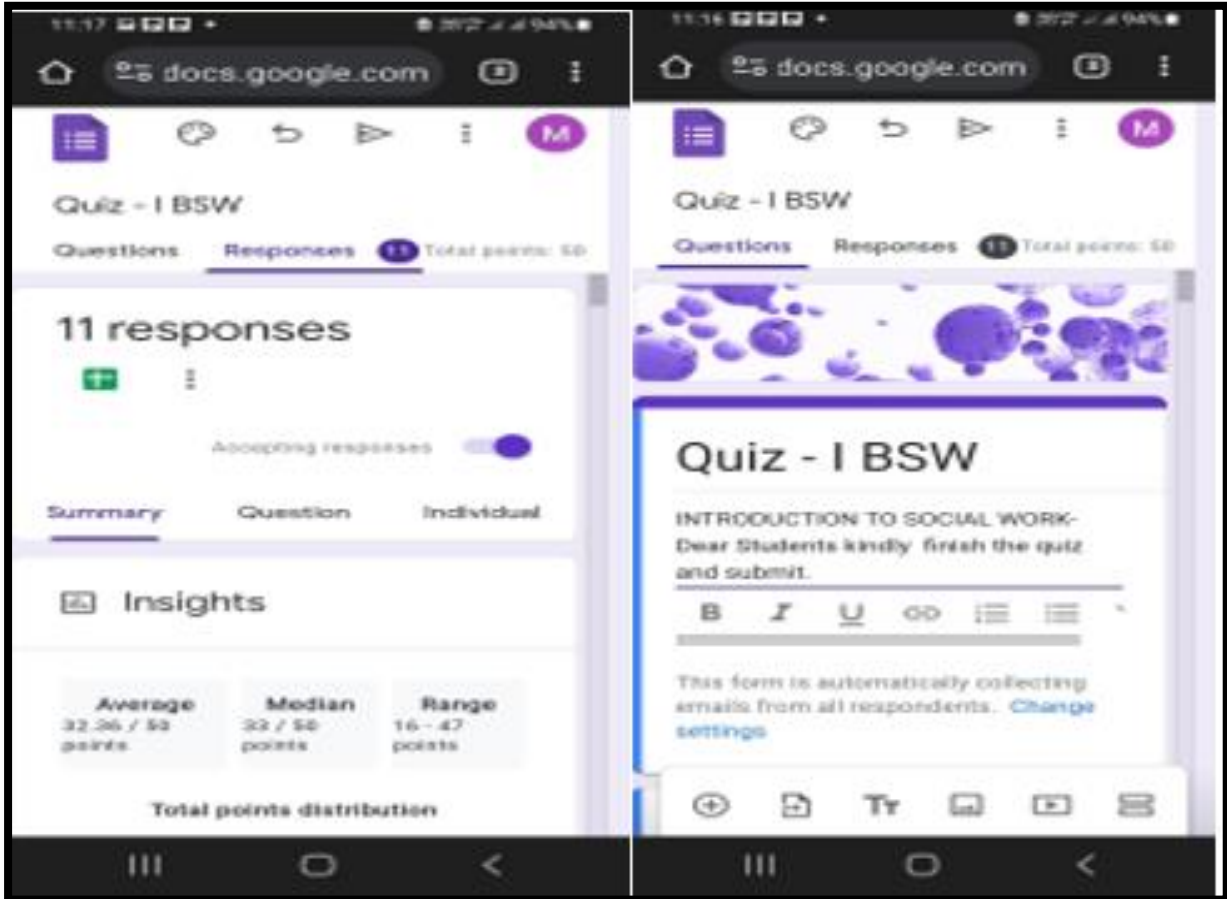 11:17
94%
docs.google.com
M
Quiz - I BSW
Questions Responses 11 Total points: 50
11 responses
Accepting responses
Summary Question Individual
Insights
Average Median Range
32.36 / 50 33 / 50 16 - 47
points points points
Total points distribution
11:16
94%
docs.google.com
M
Quiz - I BSW
Questions Responses 11 Total points: 50
Quiz - I BSW
INTRODUCTION TO SOCIAL WORK-
Dear Students kindly finish the quiz
and submit.
B I U
This form is automatically collecting
emails from all respondents. Change
settings
Tт